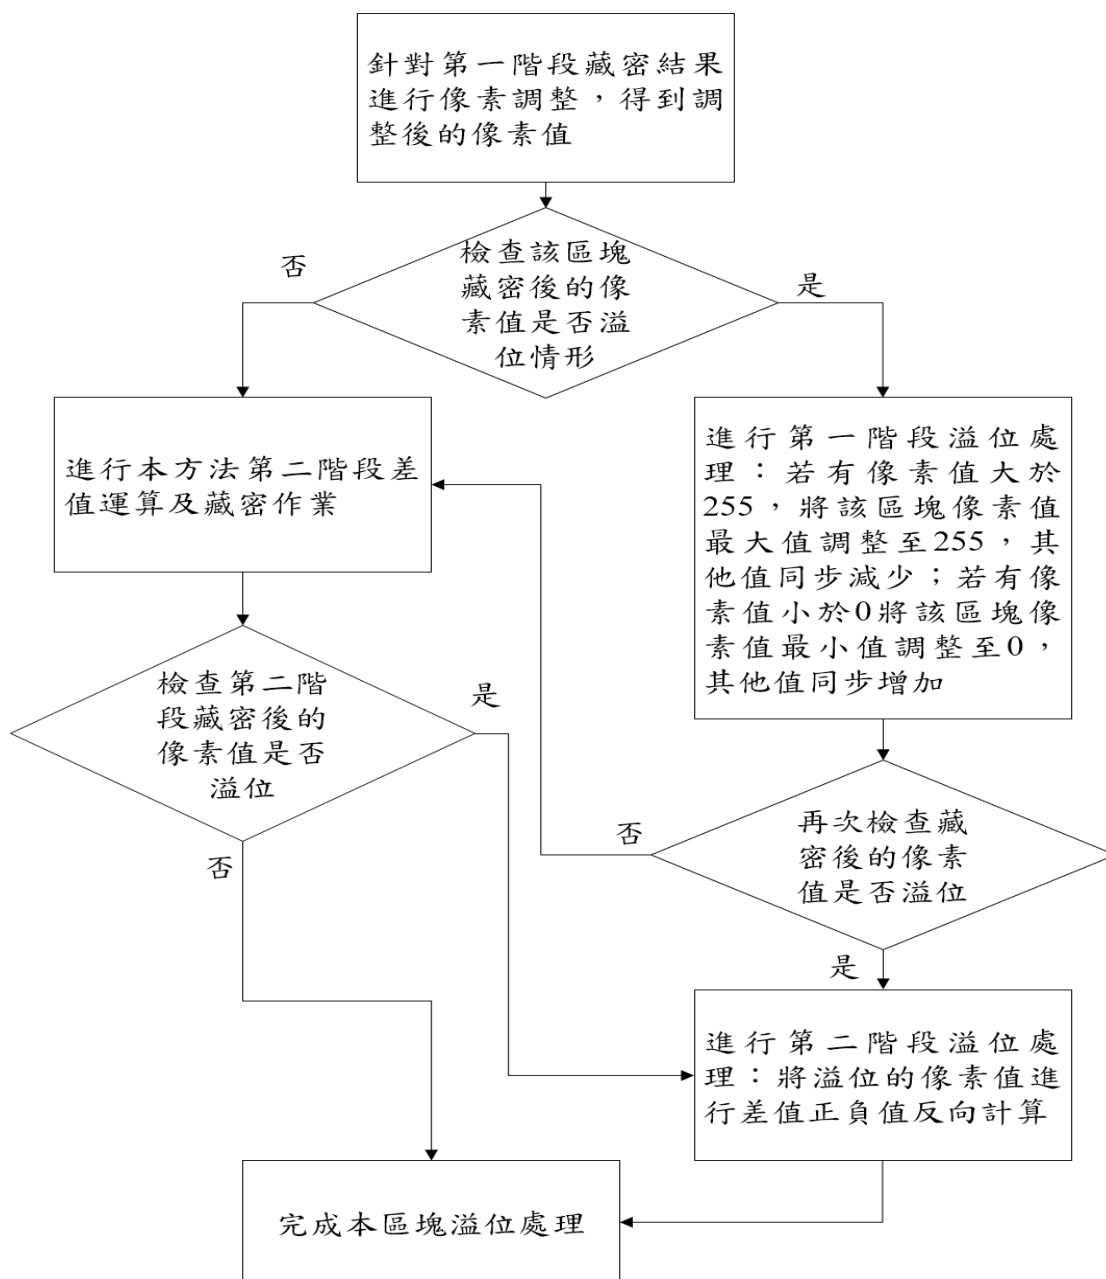 針對第一階段藏密結果
進行像素調整，得到調
整後的像素值
檢查該區塊
藏密後的像
素值是否溢
位情形
否
是
進行本方法第二階段差
值運算及藏密作業
進行第一階段溢位處
理：若有像素值大於
255，將該區塊像素值
最大值調整至255，其
他值同步減少；若有像
素值小於0將該區塊像
素值最小值調整至0，
其他值同步增加
檢查第二階
段藏密後的
像素值是否
溢位
是
否
再次檢查藏
密後的像素
值是否溢位
否
是
進行第二階段溢位處
理：將溢位的像素值進
行差值正負值反向計算
完成本區塊溢位處理